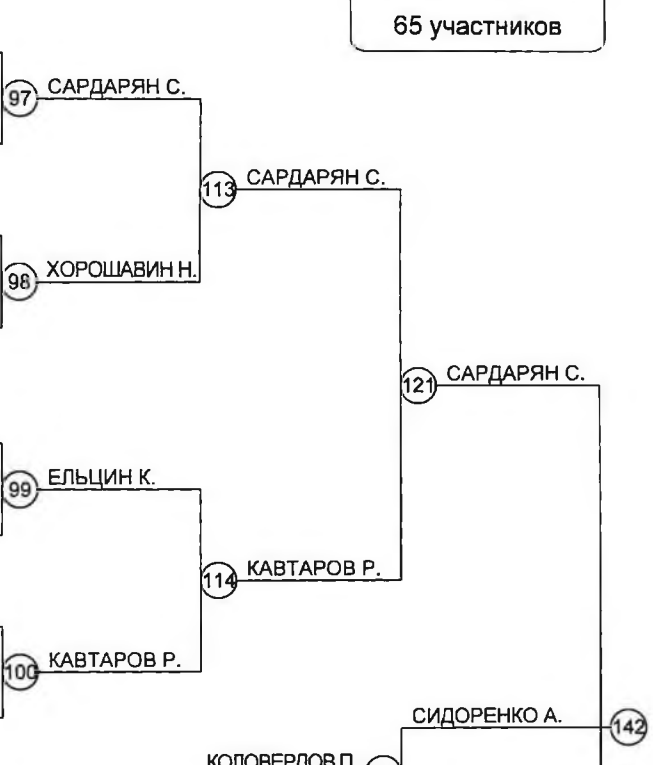 65 участников
97 САРДАРЯН С.
113 САРДАРЯН С.
98 ХОРОШАВИН Н.
121 САРДАРЯН С.
99 ЕЛЬЦИН К.
114 КАВТАРОВ Р.
100 КАВТАРОВ Р.
СИДОРЕНКО А.
142